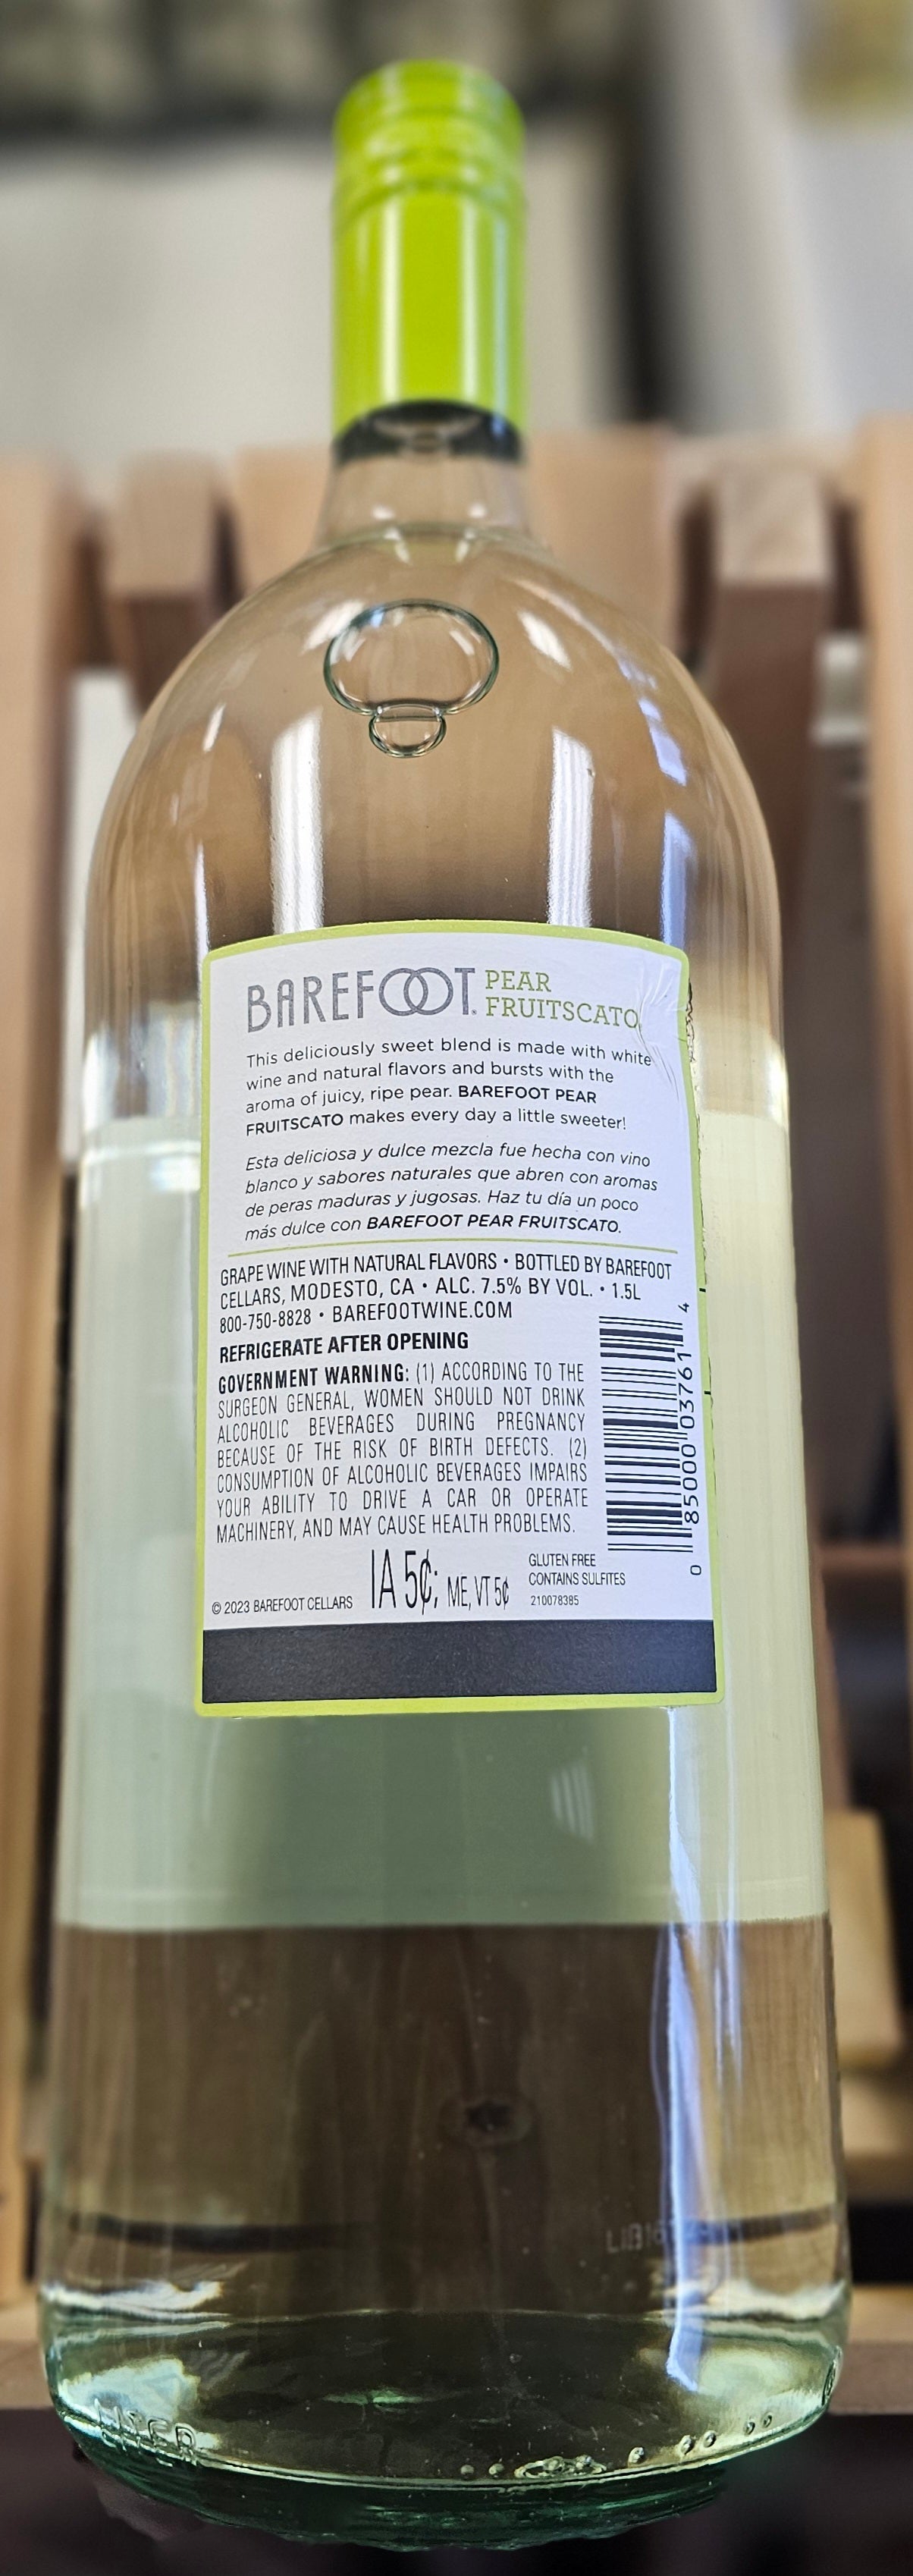 BAREFOOT PEAR
FRUITSCATO
This deliciously sweet blend is made with white
wine and natural flavors and bursts with the
aroma of juicy, ripe pear. BAREFOOT PEAR
FRUITSCATO makes every day a little sweeter!
Esta deliciosa y dulce mezcla fue hecha con vino
blanco y sabores naturales que abren con aromas
de peras maduras y jugosas. Haz tu día un poco
más dulce con BAREFOOT PEAR FRUITSCATO.
GRAPE WINE WITH NATURAL FLAVORS • BOTTLED BY BAREFOOT
CELLARS, MODESTO, CA • ALC. 7.5% BY VOL. • 1.5L
800-750-8828 • BAREFOOTWINE.COM
REFRIGERATE AFTER OPENING
GOVERNMENT WARNING: (1) ACCORDING TO THE
SURGEON GENERAL, WOMEN SHOULD NOT DRINK
ALCOHOLIC BEVERAGES DURING PREGNANCY
BECAUSE OF THE RISK OF BIRTH DEFECTS. (2)
CONSUMPTION OF ALCOHOLIC BEVERAGES IMPAIRS
YOUR ABILITY TO DRIVE A CAR OR OPERATE
MACHINERY, AND MAY CAUSE HEALTH PROBLEMS.
0 85000 03761 4
© 2023 BAREFOOT CELLARS
IA 5¢; ME, VT 5¢
GLUTEN FREE
CONTAINS SULFITES
210078385